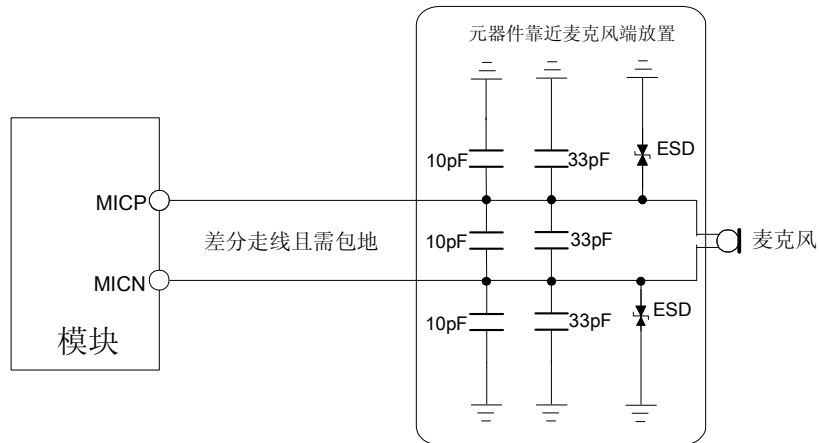 元器件靠近麦克风端放置
10pF
33pF
ESD
MICP
差分走线且需包地
10pF
33pF
麦克风
MICN
模块
10pF
33pF
ESD